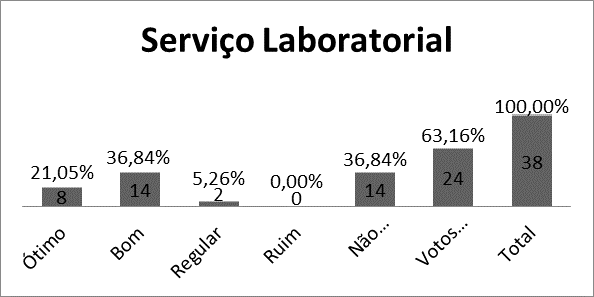 Serviço Laboratorial
21,05% 36,84% 5,26% 0,00% 36,84% 63,16% 100,00%
8 14 2 0 14 24 38
Ótimo Bom Regular Ruim Não... Votos... Total